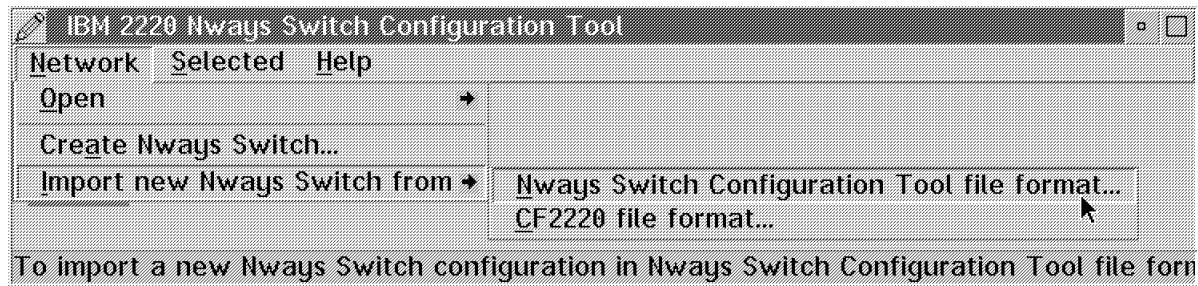 IBM 2220 Nways Switch Configuration Tool
Network Selected Help
Open
Create Nways Switch...
Import new Nways Switch from
Nways Switch Configuration Tool file format...
CF2220 file format...
To import a new Nways Switch configuration in Nways Switch Configuration Tool file form